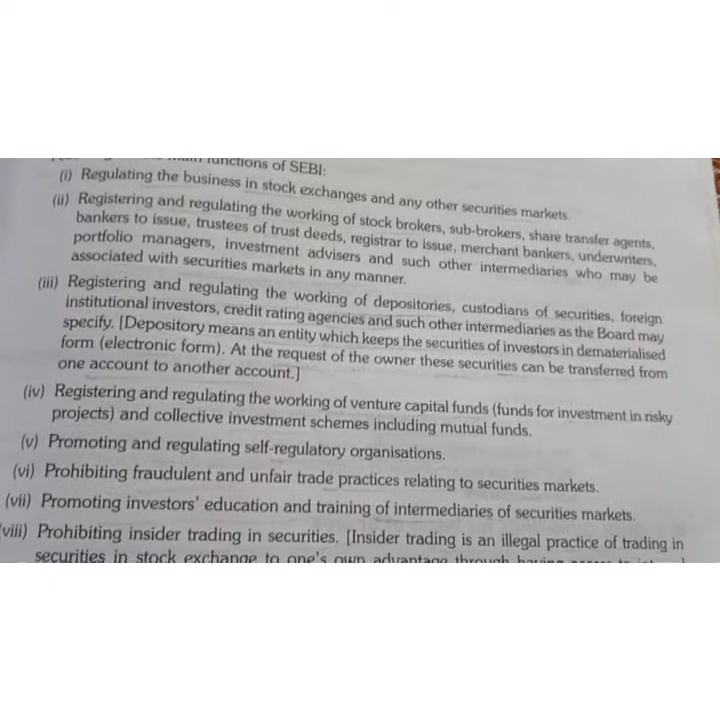 functions of SEBI:
(i) Regulating the business in stock exchanges and any other securities markets.
(ii) Registering and regulating the working of stock brokers, sub-brokers, share transfer agents,
bankers to issue, trustees of trust deeds, registrar to issue, merchant bankers, underwriters,
portfolio managers, investment advisers and such other intermediaries who may be
associated with securities markets in any manner.
(iii) Registering and regulating the working of depositories, custodians of securities, foreign
institutional investors, credit rating agencies and such other intermediaries as the Board may
specify. [Depository means an entity which keeps the securities of investors in dematerialised
form (electronic form). At the request of the owner these securities can be transferred from
one account to another account.]
(iv) Registering and regulating the working of venture capital funds (funds for investment in risky
projects) and collective investment schemes including mutual funds.
(v) Promoting and regulating self-regulatory organisations.
(vi) Prohibiting fraudulent and unfair trade practices relating to securities markets.
(vii) Promoting investors' education and training of intermediaries of securities markets.
(viii) Prohibiting insider trading in securities. [Insider trading is an illegal practice of trading in
securities in stock exchange to one's own advantage through having